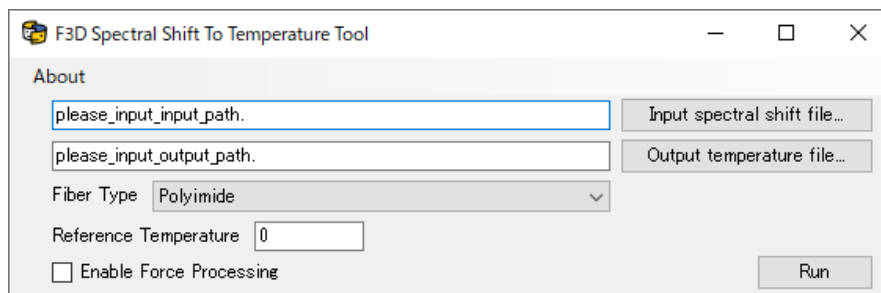 F3D Spectral Shift To Temperature Tool
About
please_input_input_path. Input spectral shift file...
please_input_output_path. Output temperature file...
Fiber Type Polyimide
Reference Temperature 0
Enable Force Processing Run